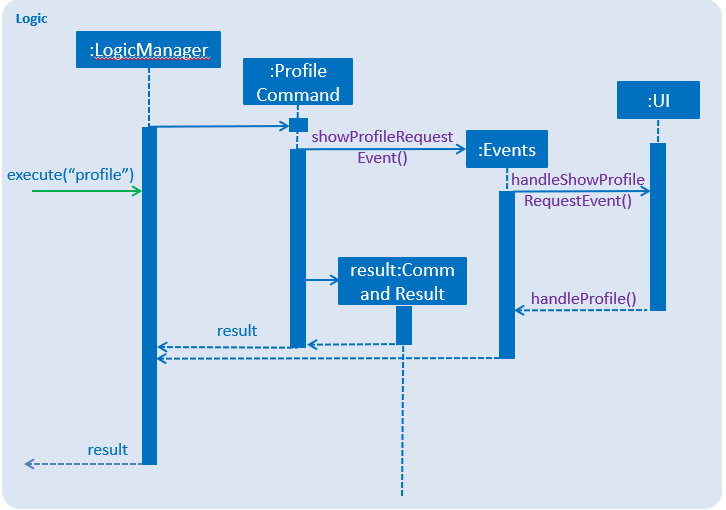 Logic
:LogicManager
:Profile
Command
:UI
showProfileRequest
Event()
:Events
execute(“profile”)
handleShowProfile
RequestEvent()
result:Comm
and Result
handleProfile()
result
result